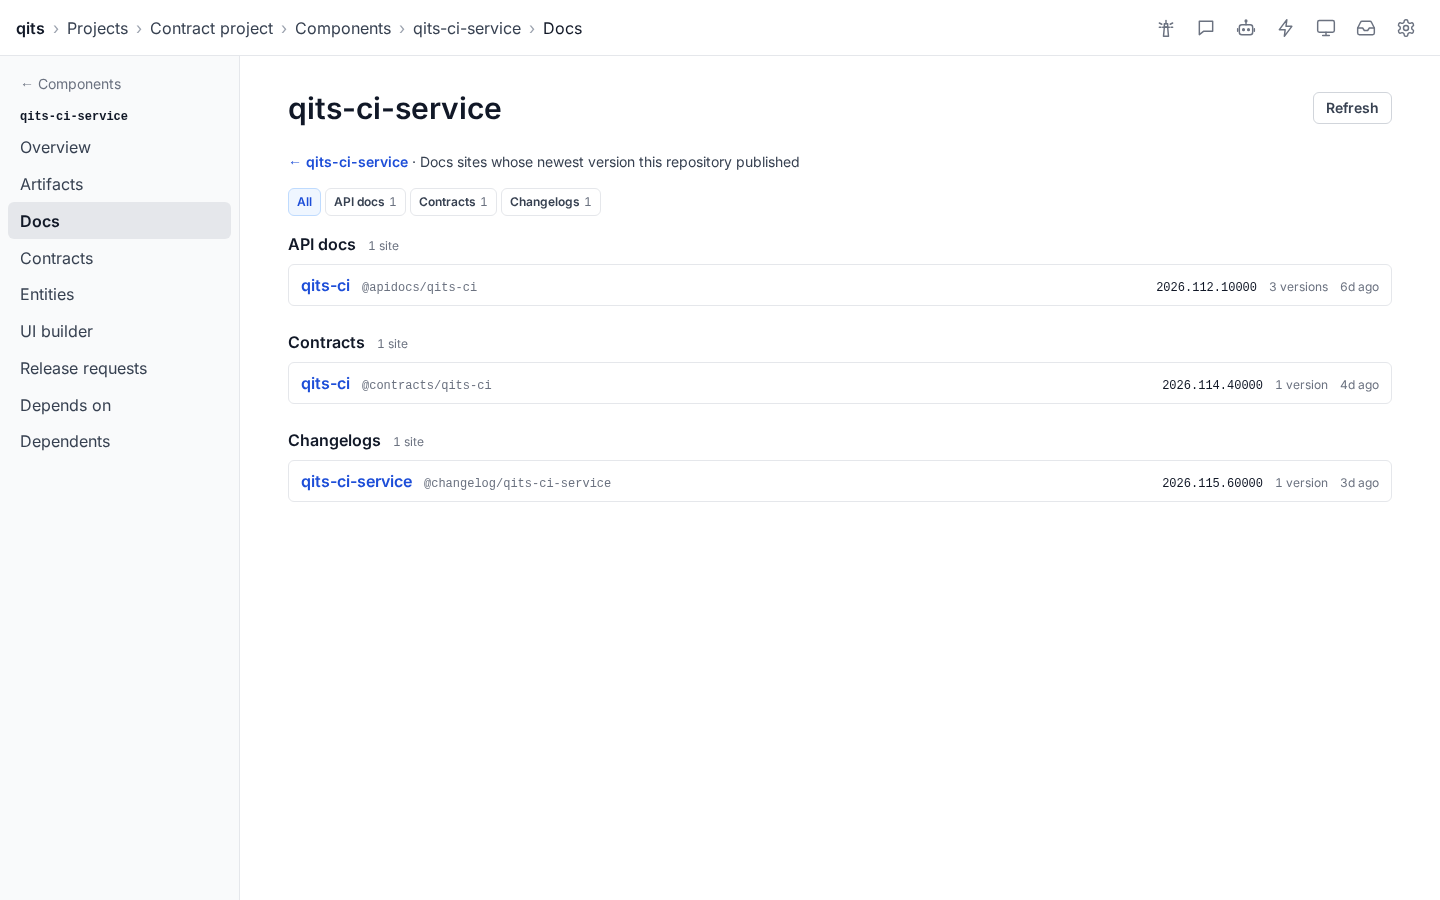 qits › Projects › Contract project › Components › qits-ci-service › Docs
← Components
qits-ci-service
Overview
Artifacts
Docs
Contracts
Entities
UI builder
Release requests
Depends on
Dependents
qits-ci-service
Refresh
← qits-ci-service · Docs sites whose newest version this repository published
All
API docs 1
Contracts 1
Changelogs 1
API docs 1 site
qits-ci @apidocs/qits-ci 2026.112.10000 3 versions 6d ago
Contracts 1 site
qits-ci @contracts/qits-ci 2026.114.40000 1 version 4d ago
Changelogs 1 site
qits-ci-service @changelog/qits-ci-service 2026.115.60000 1 version 3d ago